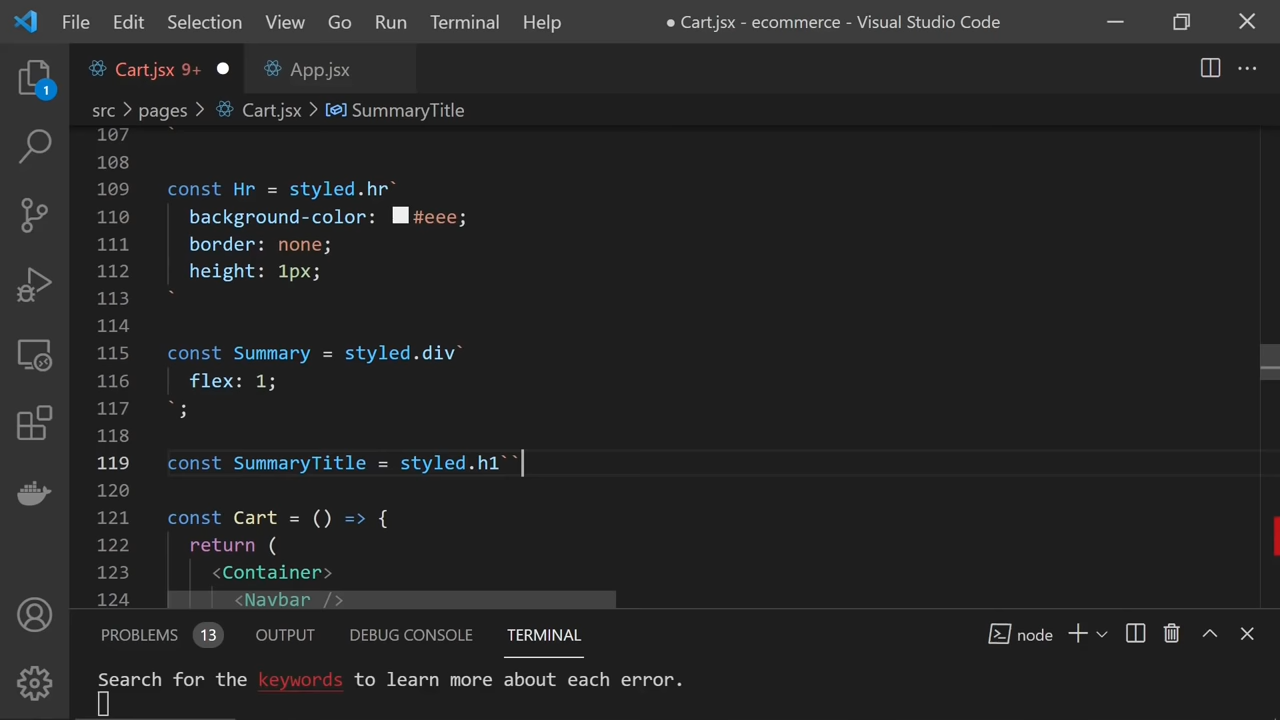 File Edit Selection View Go Run Terminal Help ● Cart.jsx - ecommerce - Visual Studio Code
Cart.jsx 9+ ● App.jsx
1
src > pages > Cart.jsx > SummaryTitle
107 `
108
109 const Hr = styled.hr`
110 background-color: #eee;
111 border: none;
112 height: 1px;
113 `
114
115 const Summary = styled.div`
116 flex: 1;
117 `;
118
119 const SummaryTitle = styled.h1``
120
121 const Cart = () => {
122 return (
123 <Container>
124 <Navbar />
PROBLEMS 13 OUTPUT DEBUG CONSOLE TERMINAL node
Search for the keywords to learn more about each error.